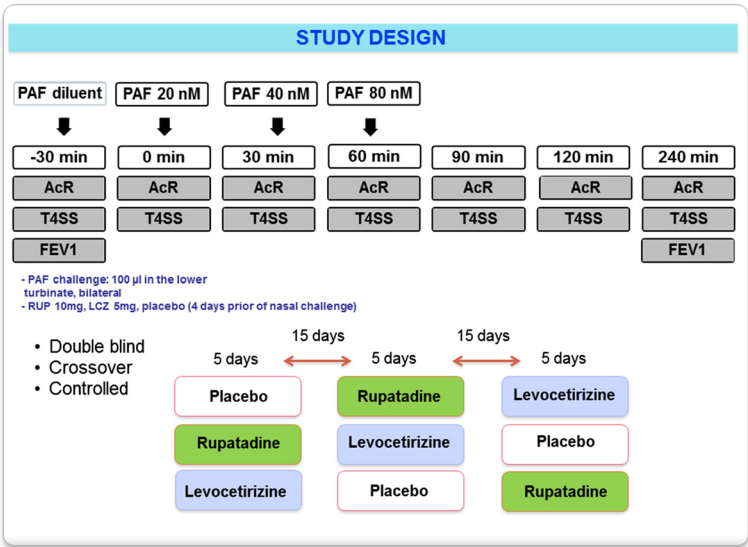 STUDY DESIGN
PAF diluent PAF 20 nM PAF 40 nM PAF 80 nM
-30 min 0 min 30 min 60 min 90 min 120 min 240 min
AcR AcR AcR AcR AcR AcR AcR
T4SS T4SS T4SS T4SS T4SS T4SS T4SS
FEV1 FEV1
- PAF challenge: 100 µl in the lower
turbinate, bilateral
- RUP 10mg, LCZ 5mg, placebo (4 days prior of nasal challenge)
• Double blind
• Crossover
• Controlled
15 days 15 days
5 days 5 days 5 days
Placebo Rupatadine Levocetirizine
Rupatadine Levocetirizine Placebo
Levocetirizine Placebo Rupatadine